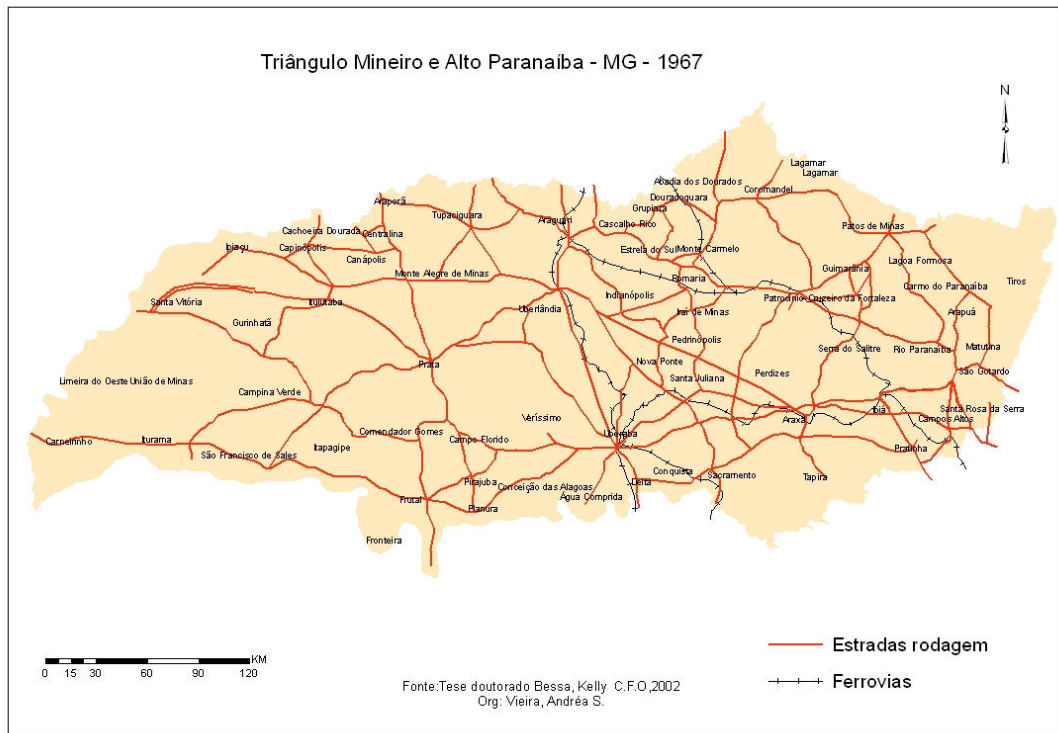 Triângulo Mineiro e Alto Paranaíba - MG - 1967
N
Lagamar
Lagamar
Abadia dos Dourados
Coromandel
Douradoquara
Araporã
Grupiara
Tupaciguara
Araguari
Cascalho Rico
Patos de Minas
Cachoeira Dourada
Centralina
Ipiaçu
Capinópolis
Estrela do Sul
Monte Carmelo
Canápolis
Lagoa Formosa
Guimarânia
Monte Alegre de Minas
Romaria
Carmo do Paranaíba
Tiros
Santa Vitória
Ituiutaba
Indianópolis
Patrocínio
Cruzeiro da Fortaleza
Uberlândia
Iraí de Minas
Arapuá
Gurinhatã
Pedrinópolis
Serra do Salitre
Rio Paranaíba
Matutina
Prata
Nova Ponte
São Gotardo
Limeira do Oeste
União de Minas
Santa Juliana
Perdizes
Campina Verde
Ibiá
Santa Rosa da Serra
Veríssimo
Araxá
Campos Altos
Carneirinho
Iturama
Comendador Gomes
Campo Florido
Uberaba
Itapagipe
Pratinha
São Francisco de Sales
Conquista
Sacramento
Tapira
Pirajuba
Conceição das Alagoas
Delta
Frutal
Água Comprida
Planura
Fronteira
Estradas rodagem
Ferrovias
KM
0 15 30 60 90 120
Fonte:Tese doutorado Bessa, Kelly C.F.O,2002
Org: Vieira, Andréa S.